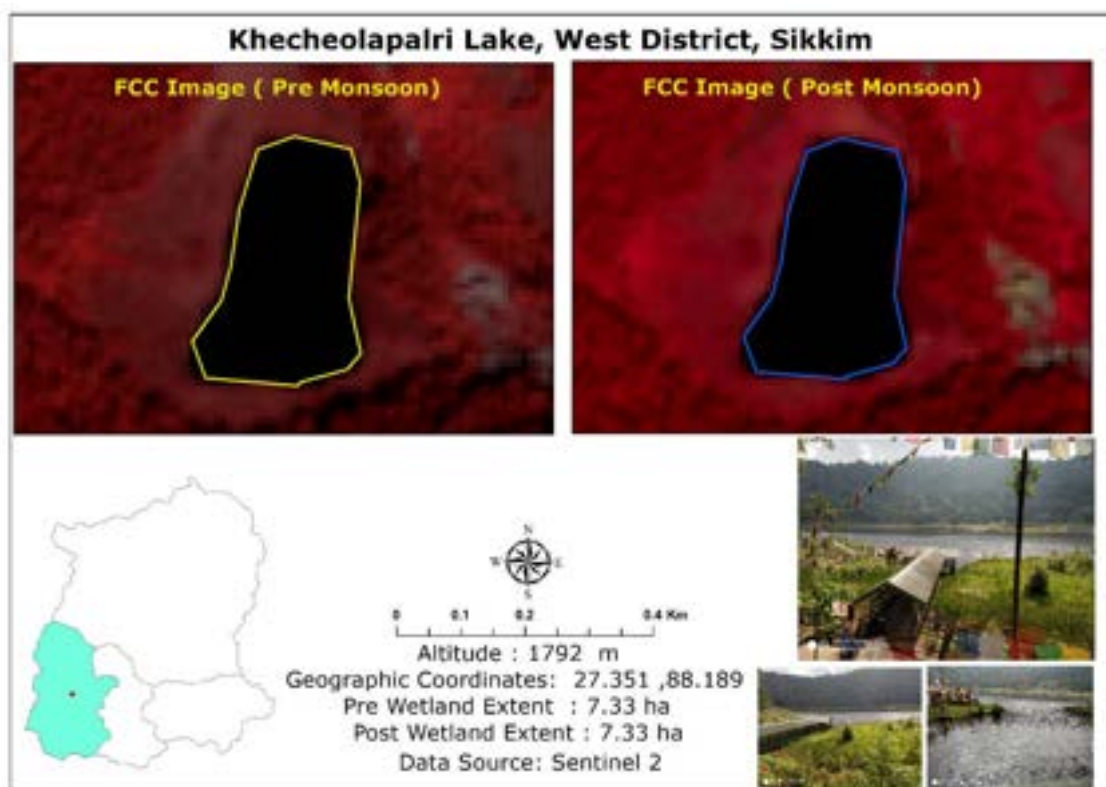 Khecheolapalri Lake, West District, Sikkim
FCC Image ( Pre Monsoon)
FCC Image ( Post Monsoon)
N
W E
S
0 0.1 0.2 0.4 Km
Altitude : 1792 m
Geographic Coordinates: 27.351 ,88.189
Pre Wetland Extent : 7.33 ha
Post Wetland Extent : 7.33 ha
Data Source: Sentinel 2